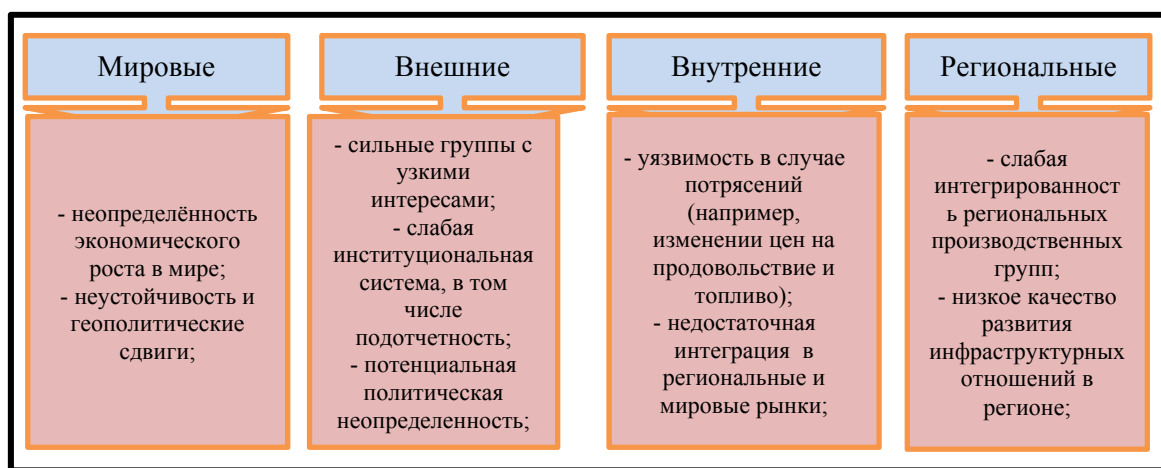 Мировые
- неопределённость
экономического
роста в мире;
- неустойчивость и
геополитические
сдвиги;
Внешние
- сильные группы с
узкими
интересами;
- слабая
институциональная
система, в том
числе
подотчетность;
- потенциальная
политическая
неопределенность;
Внутренние
- уязвимость в случае
потрясений
(например,
изменении цен на
продовольствие и
топливо);
- недостаточная
интеграция в
региональные и
мировые рынки;
Региональные
- слабая
интегрированност
ь региональных
производственных
групп;
- низкое качество
развития
инфраструктурных
отношений в
регионе;